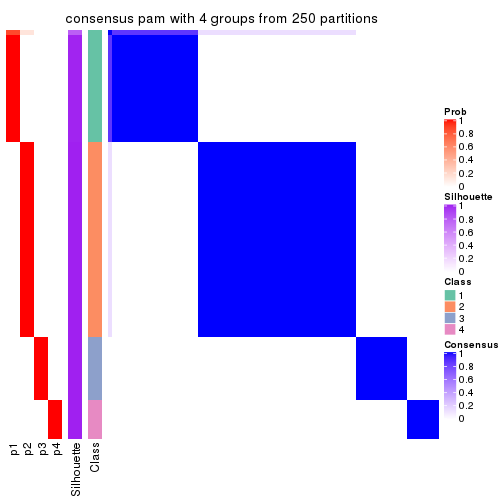 consensus pam with 4 groups from 250 partitions
Prob
1
0.8
0.6
0.4
0.2
0
Silhouette
1
0.8
0.6
0.4
0.2
0
Class
1
2
3
4
Consensus
1
0.8
0.6
0.4
0.2
0
p1
p2
p3
p4
Silhouette
Class